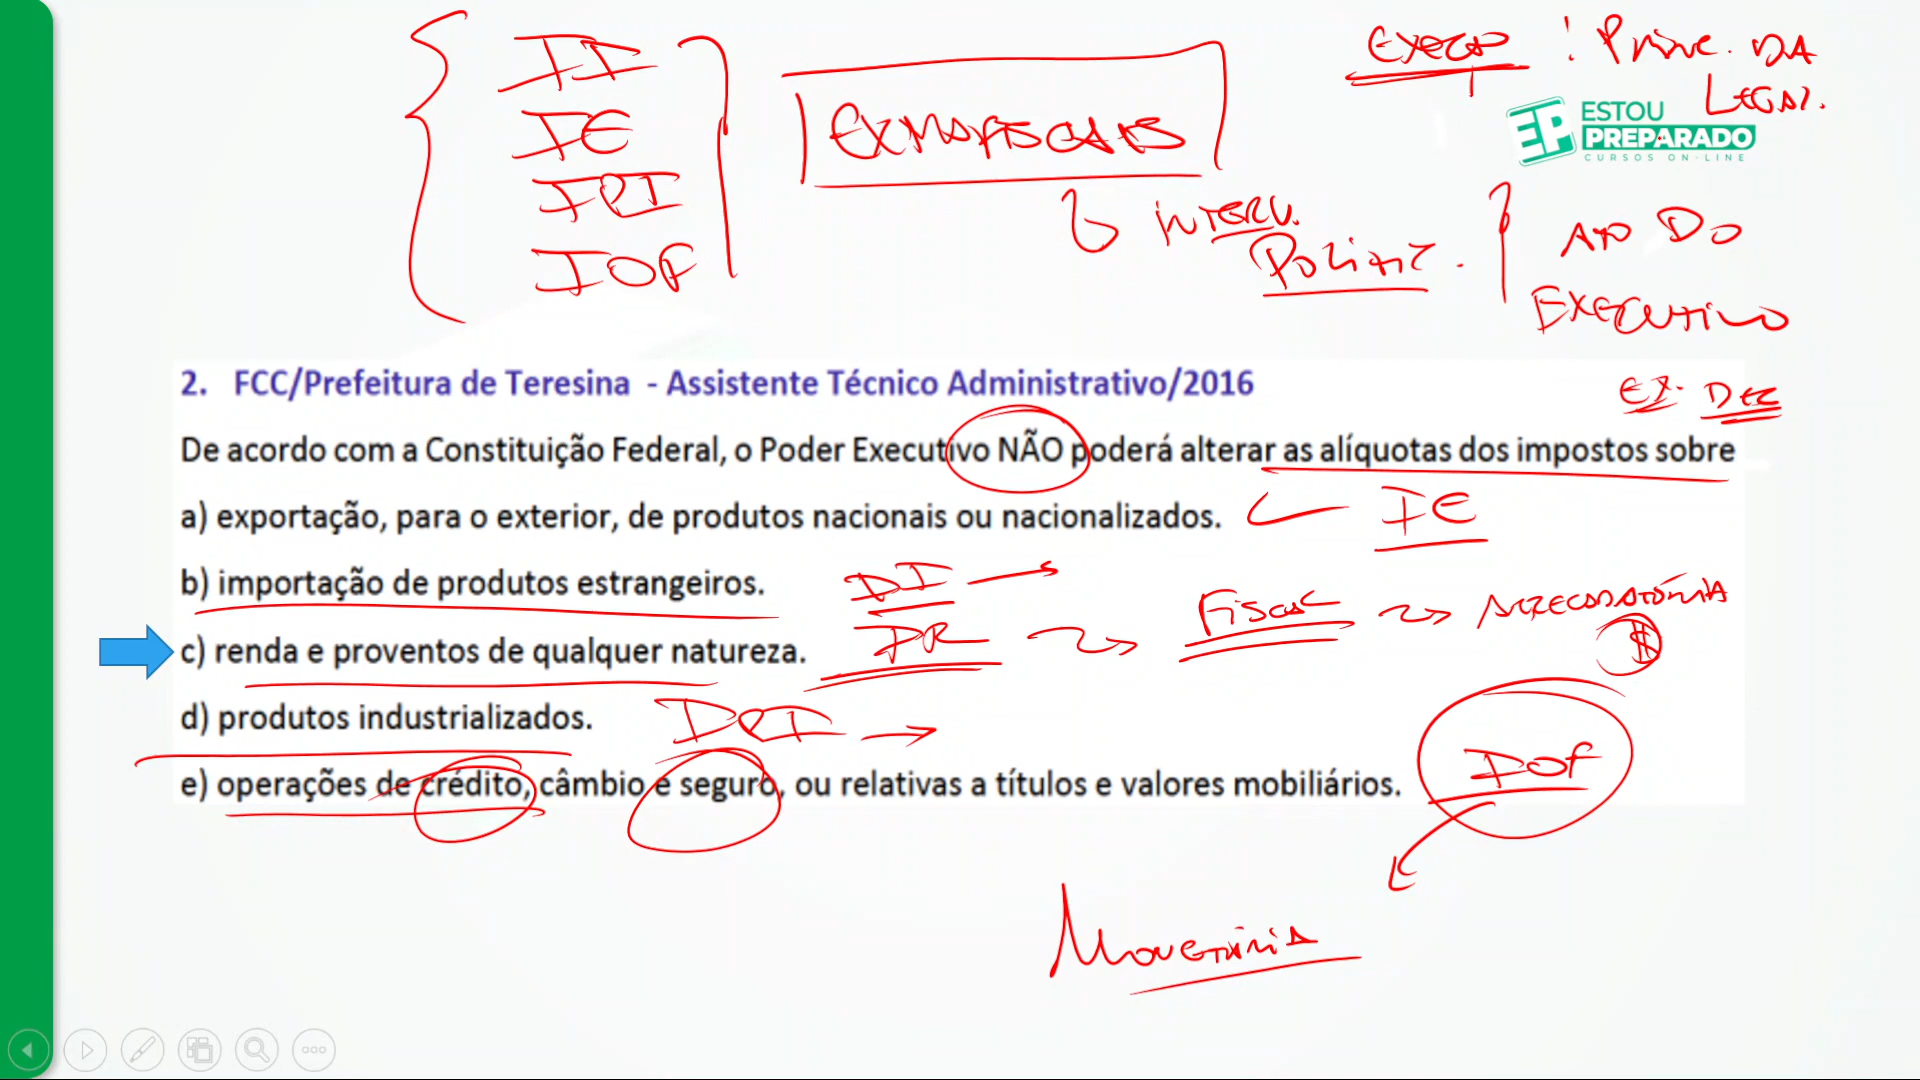 II
IE
IPI
IOF
EXTRAFISCAIS
INTERV.
POLÍTIC.
EXCEÇÃO : PRINC. DA
LEGAL.
ESTOU
PREPARADO
CURSOS ON-LINE
ATO DO
EXECUTIVO
EX. DEC
2. FCC/Prefeitura de Teresina - Assistente Técnico Administrativo/2016
De acordo com a Constituição Federal, o Poder Executivo NÃO poderá alterar as alíquotas dos impostos sobre
a) exportação, para o exterior, de produtos nacionais ou nacionalizados. IE
b) importação de produtos estrangeiros. II
c) renda e proventos de qualquer natureza. IR FISCAL ARRECADATÓRIA $
d) produtos industrializados. IPI
e) operações de crédito, câmbio e seguro, ou relativas a títulos e valores mobiliários. IOF
MONETÁRIA